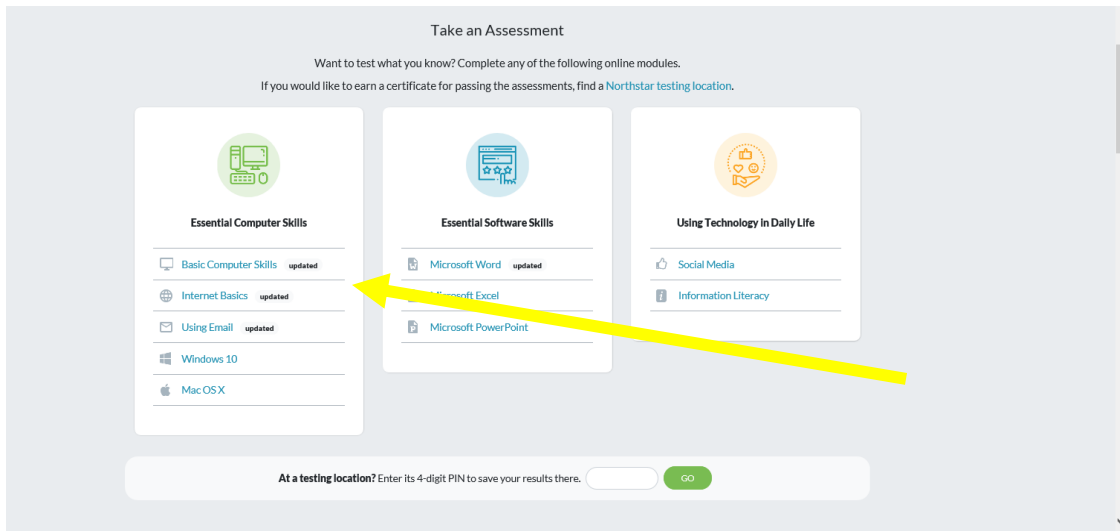 Take an Assessment
Want to test what you know? Complete any of the following online modules.
If you would like to earn a certificate for passing the assessments, find a Northstar testing location.
Essential Computer Skills
Basic Computer Skills updated
Internet Basics updated
Using Email updated
Windows 10
Mac OS X
Essential Software Skills
Microsoft Word updated
Microsoft Excel
Microsoft PowerPoint
Using Technology in Daily Life
Social Media
Information Literacy
At a testing location? Enter its 4-digit PIN to save your results there.
GO